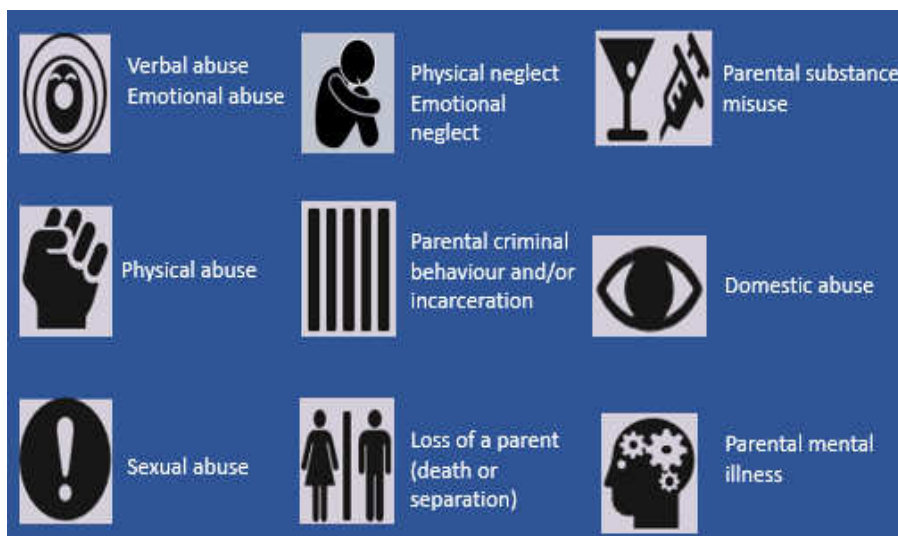 Verbal abuse
Emotional abuse
Physical neglect
Emotional
neglect
Parental substance
misuse
Physical abuse
Parental criminal
behaviour and/or
incarceration
Domestic abuse
Sexual abuse
Loss of a parent
(death or
separation)
Parental mental
illness